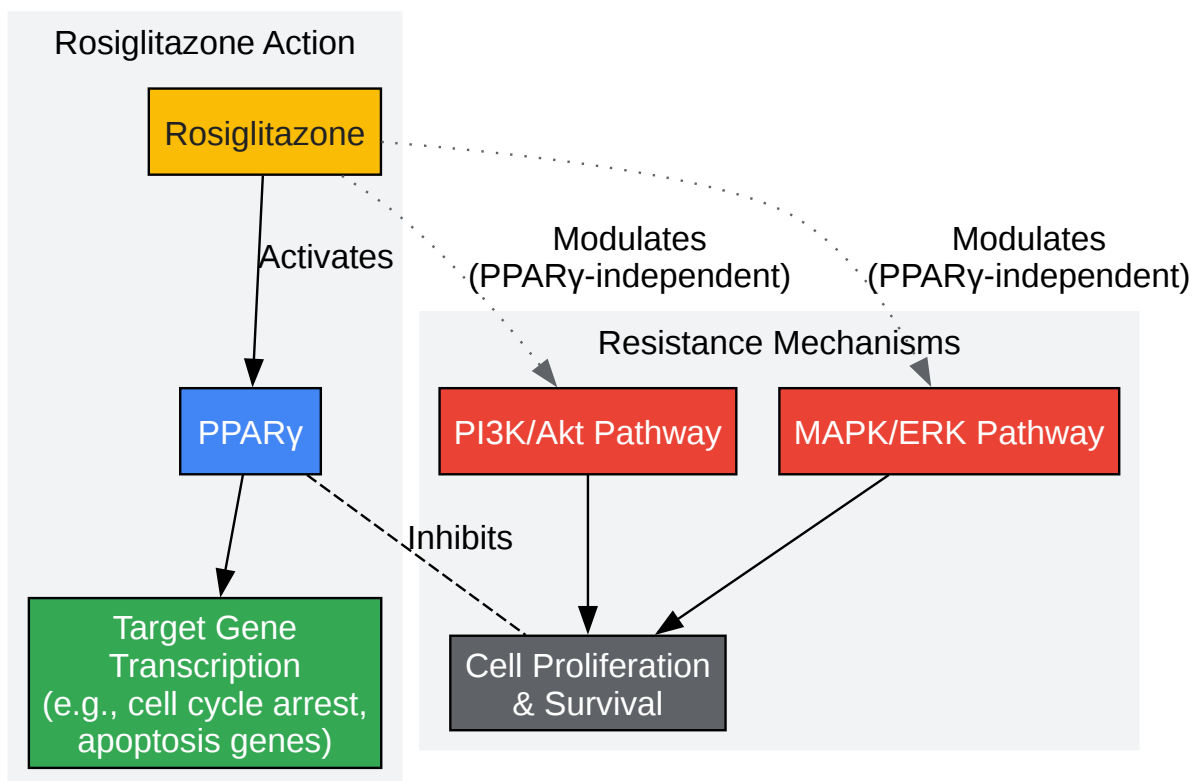 Rosiglitazone Action
Rosiglitazone
Activates
Modulates
(PPARγ-independent)
Modulates
(PPARγ-independent)
Resistance Mechanisms
PPARγ
PI3K/Akt Pathway
MAPK/ERK Pathway
Inhibits
Target Gene
Transcription
(e.g., cell cycle arrest,
apoptosis genes)
Cell Proliferation
& Survival